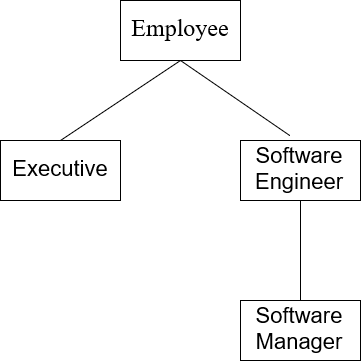 Employee
Executive
Software
Engineer
Software
Manager